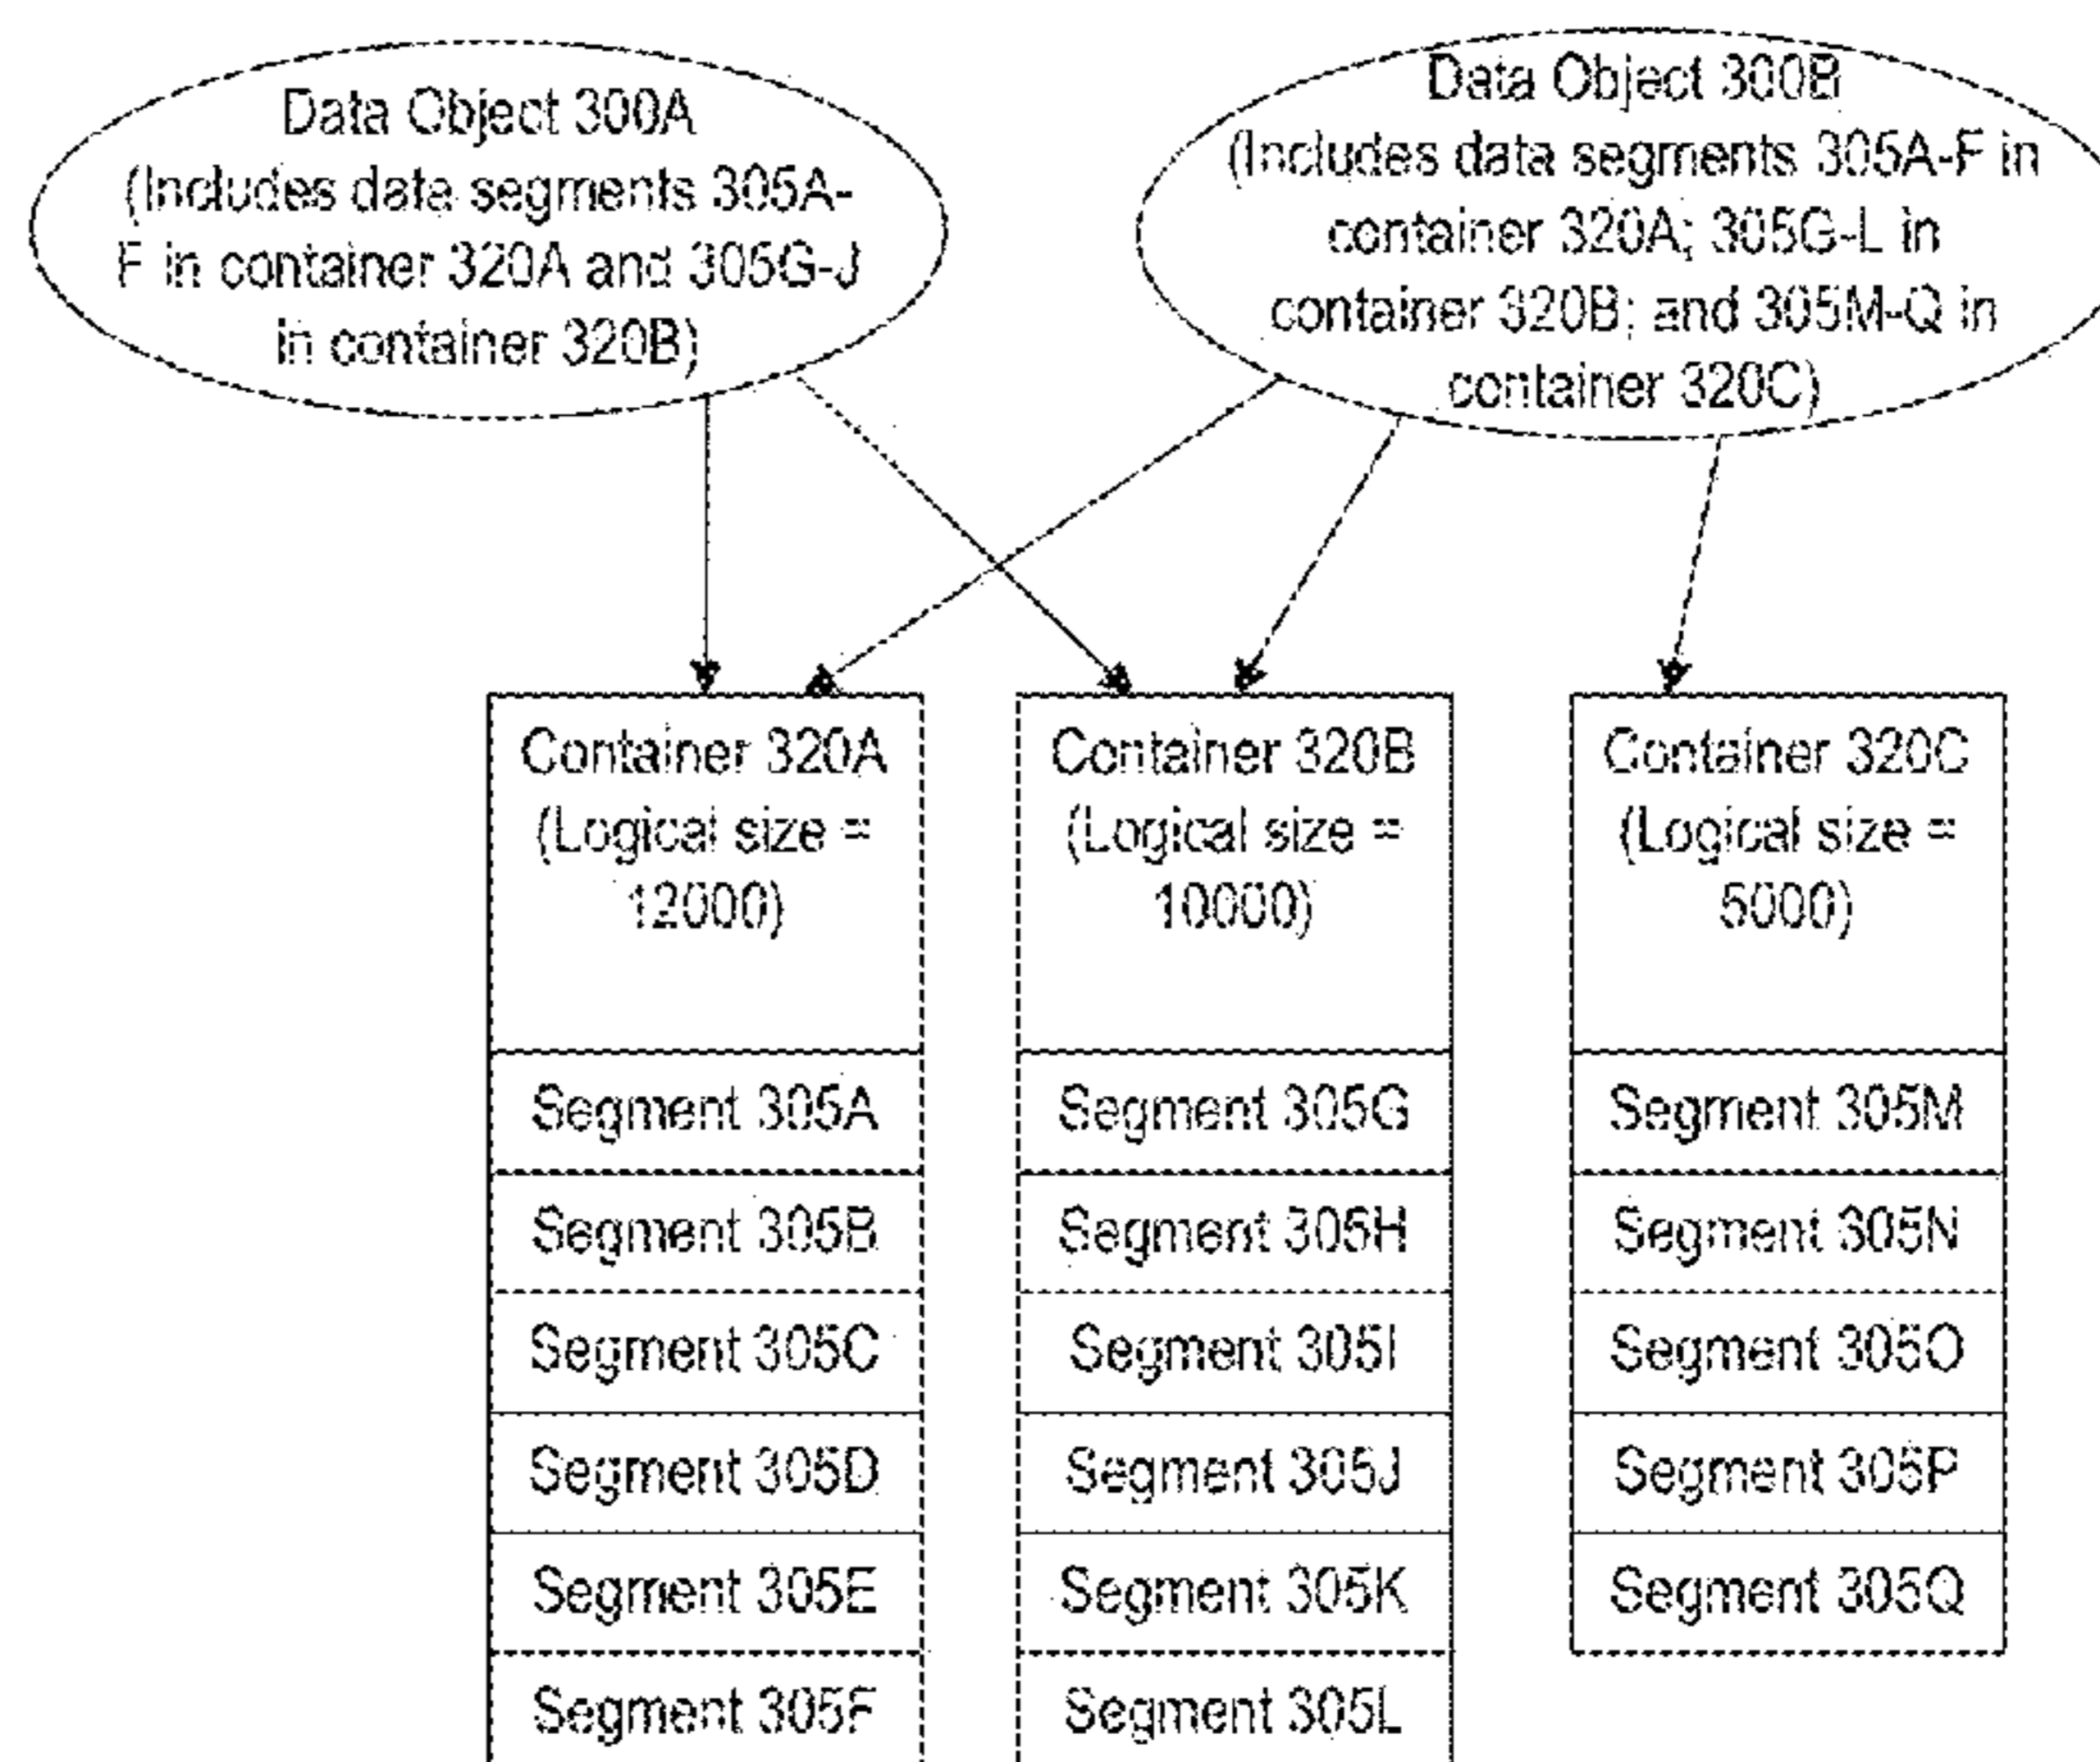 Data Object 300A
(Includes data segments 305A-
F in container 320A and 305G-J
in container 320B)
Data Object 300B
(Includes data segments 305A-F in
container 320A; 305G-L in
container 320B; and 305M-Q in
container 320C)
Container 320A
(Logical size =
12000)
Segment 305A
Segment 305B
Segment 305C
Segment 305D
Segment 305E
Segment 305F
Container 320B
(Logical size =
10000)
Segment 305G
Segment 305H
Segment 305I
Segment 305J
Segment 305K
Segment 305L
Container 320C
(Logical size =
5000)
Segment 305M
Segment 305N
Segment 305O
Segment 305P
Segment 305Q